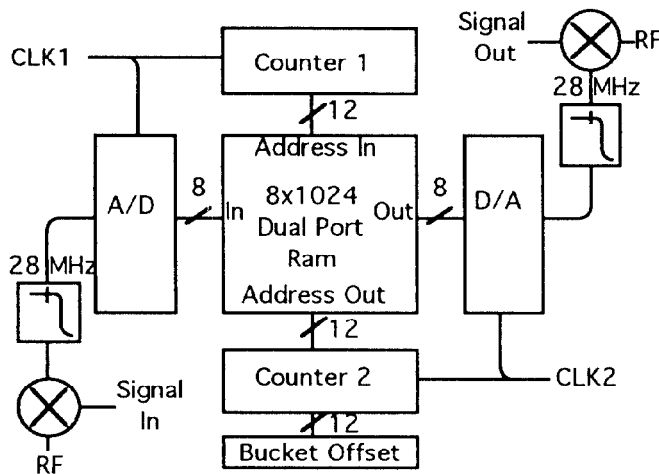 Signal
Out
RF
CLK1
Counter 1
28 MHz
12
Address In
A/D
8
In
8x1024
Dual Port
Ram
Out
8
D/A
28 MHz
Address Out
12
Signal
In
RF
Counter 2
CLK2
12
Bucket Offset